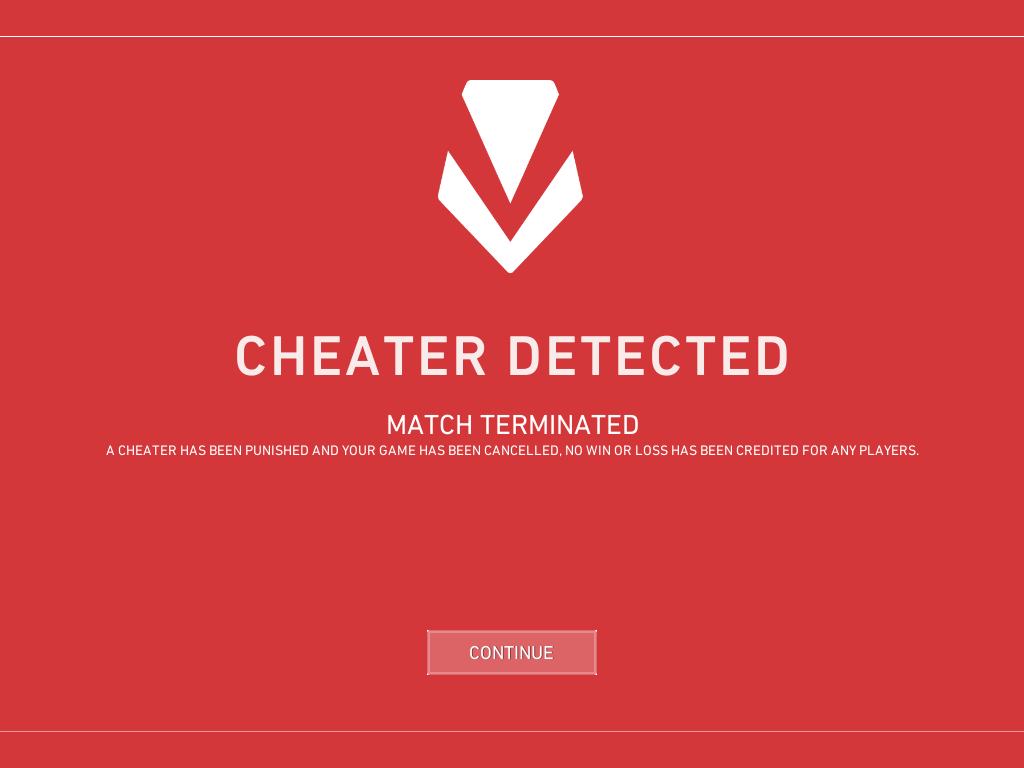 CHEATER DETECTED
MATCH TERMINATED
A CHEATER HAS BEEN PUNISHED AND YOUR GAME HAS BEEN CANCELLED, NO WIN OR LOSS HAS BEEN CREDITED FOR ANY PLAYERS.
CONTINUE